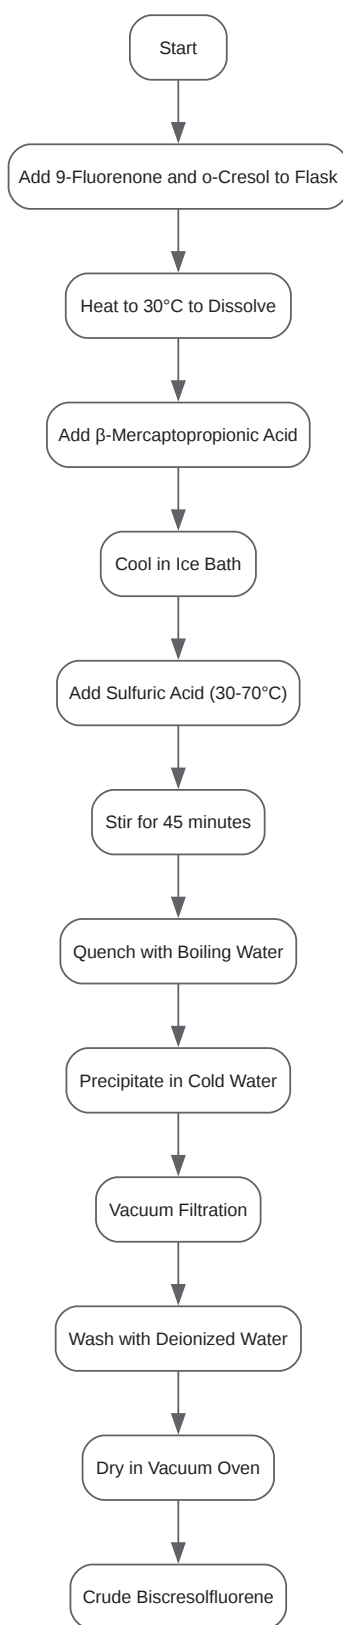 Start
Add 9-Fluorenone and o-Cresol to Flask
Heat to 30°C to Dissolve
Add β-Mercaptopropionic Acid
Cool in Ice Bath
Add Sulfuric Acid (30-70°C)
Stir for 45 minutes
Quench with Boiling Water
Precipitate in Cold Water
Vacuum Filtration
Wash with Deionized Water
Dry in Vacuum Oven
Crude Biscresolfluorene